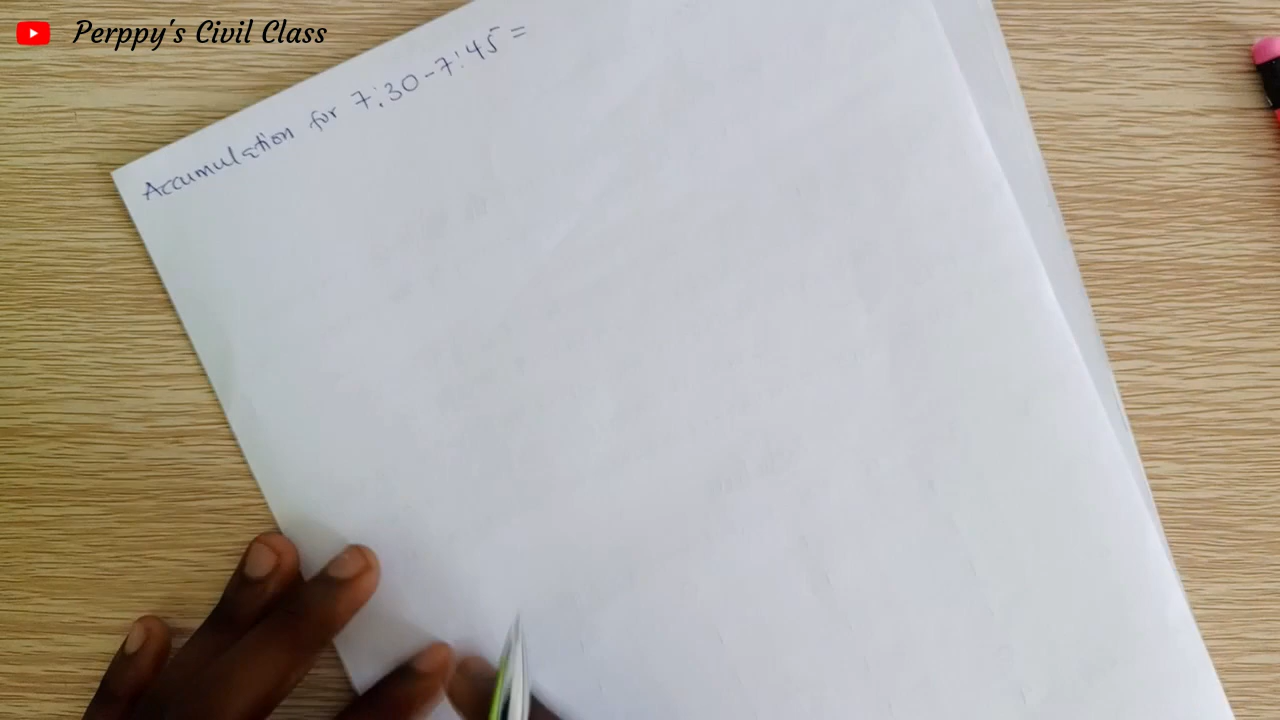 Perppy's Civil Class
Accumulation for 7:30-7:45 =